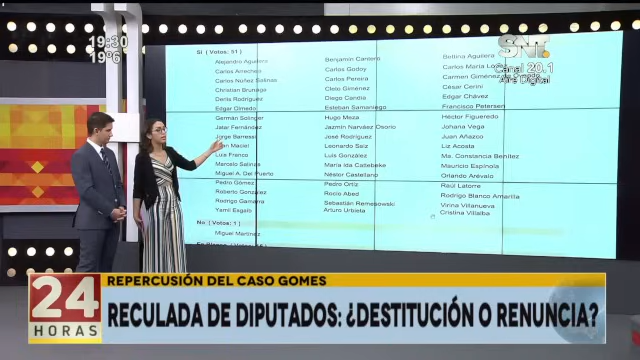 19:30
19°6
SNT
Canal 20.1
Aire Digital
Si ( Votos: 51 )
Alejandro Aguilera
Carlos Arrechea
Carlos Núñez Salinas
Christian Brunaga
Denis Rodríguez
Edgar Olmedo
Germán Solinger
Jatar Fernández
Jorge Barressi
Juan Maciel
Luis Franco
Marcelo Salinas
Miguel A. Del Puerto
Pedro Gómez
Roberto González
Rodrigo Gamarra
Yamil Esgaib
No ( Votos: 1 )
Miguel Martínez
Benjamín Cantero
Carlos Godoy
Carlos Pereira
Cleto Giménez
Diego Candia
Esteban Samaniego
Hugo Meza
Jazmín Narváez Osorio
José Rodríguez
Leonardo Saiz
Luis González
María Ida Cattebeke
Néstor Castellano
Pedro Ortiz
Rocío Abed
Sebastián Remesowski
Arturo Urbieta
Bettina Aguilera
Carlos María
Carmen Giménez de
César Cerini
Edgar Chávez
Francisco Petersen
Héctor Figueredo
Johana Vega
Juan Añazco
Liz Acosta
Ma. Constancia Benítez
Mauricio Espínola
Orlando Arévalo
Raúl Latorre
Rodrigo Blanco Amarilla
Virina Villanueva
Cristina Villalba
24
HORAS
REPERCUSIÓN DEL CASO GOMES
RECULADA DE DIPUTADOS: ¿DESTITUCIÓN O RENUNCIA?